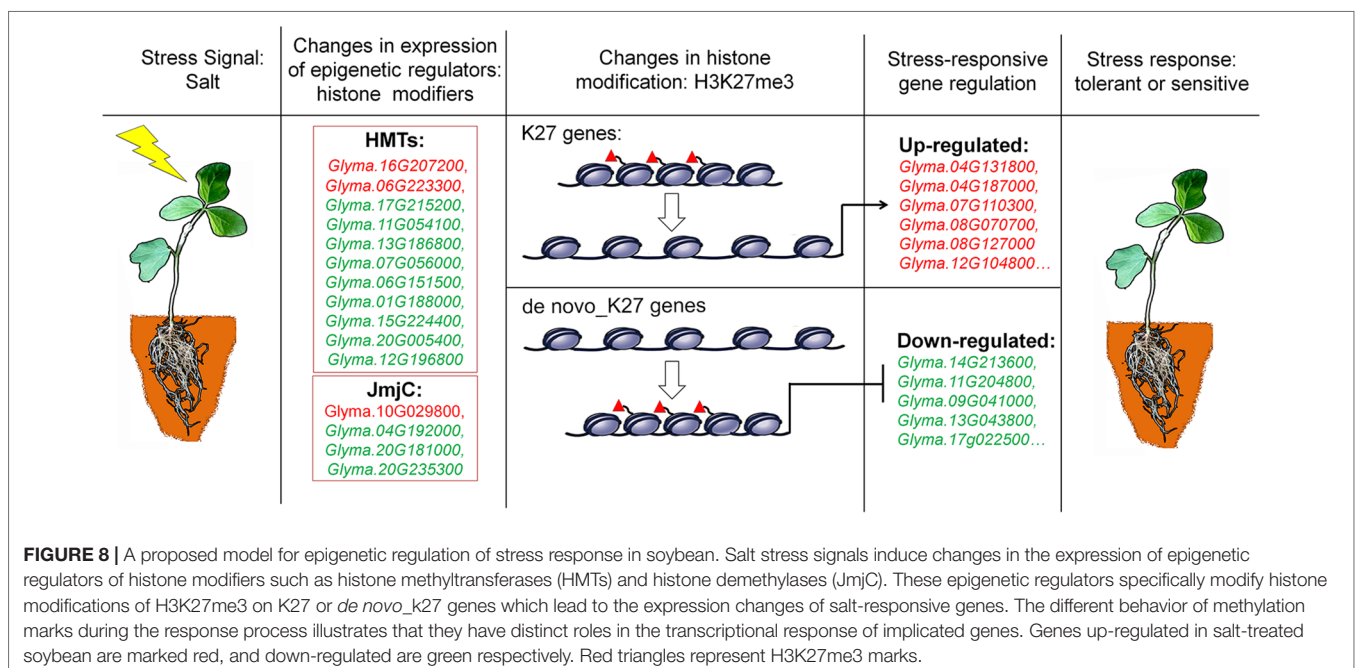 Stress Signal:
Salt
Changes in expression
of epigenetic regulators:
histone modifiers
Changes in histone
modification: H3K27me3
Stress-responsive
gene regulation
Stress response:
tolerant or sensitive
HMTs:
Glyma.16G207200,
Glyma.06G223300,
Glyma.17G215200,
Glyma.11G054100,
Glyma.13G186800,
Glyma.07G056000,
Glyma.06G151500,
Glyma.01G188000,
Glyma.15G224400,
Glyma.20G005400,
Glyma.12G196800
JmjC:
Glyma.10G029800,
Glyma.04G192000,
Glyma.20G181000,
Glyma.20G235300
K27 genes:
de novo_K27 genes
Up-regulated:
Glyma.04G131800,
Glyma.04G187000,
Glyma.07G110300,
Glyma.08G070700,
Glyma.08G127000
Glyma.12G104800...
Down-regulated:
Glyma.14G213600,
Glyma.11G204800,
Glyma.09G041000,
Glyma.13G043800,
Glyma.17g022500...
FIGURE 8 | A proposed model for epigenetic regulation of stress response in soybean. Salt stress signals induce changes in the expression of epigenetic
regulators of histone modifiers such as histone methyltransferases (HMTs) and histone demethylases (JmjC). These epigenetic regulators specifically modify histone
modifications of H3K27me3 on K27 or de novo_k27 genes which lead to the expression changes of salt-responsive genes. The different behavior of methylation
marks during the response process illustrates that they have distinct roles in the transcriptional response of implicated genes. Genes up-regulated in salt-treated
soybean are marked red, and down-regulated are green respectively. Red triangles represent H3K27me3 marks.